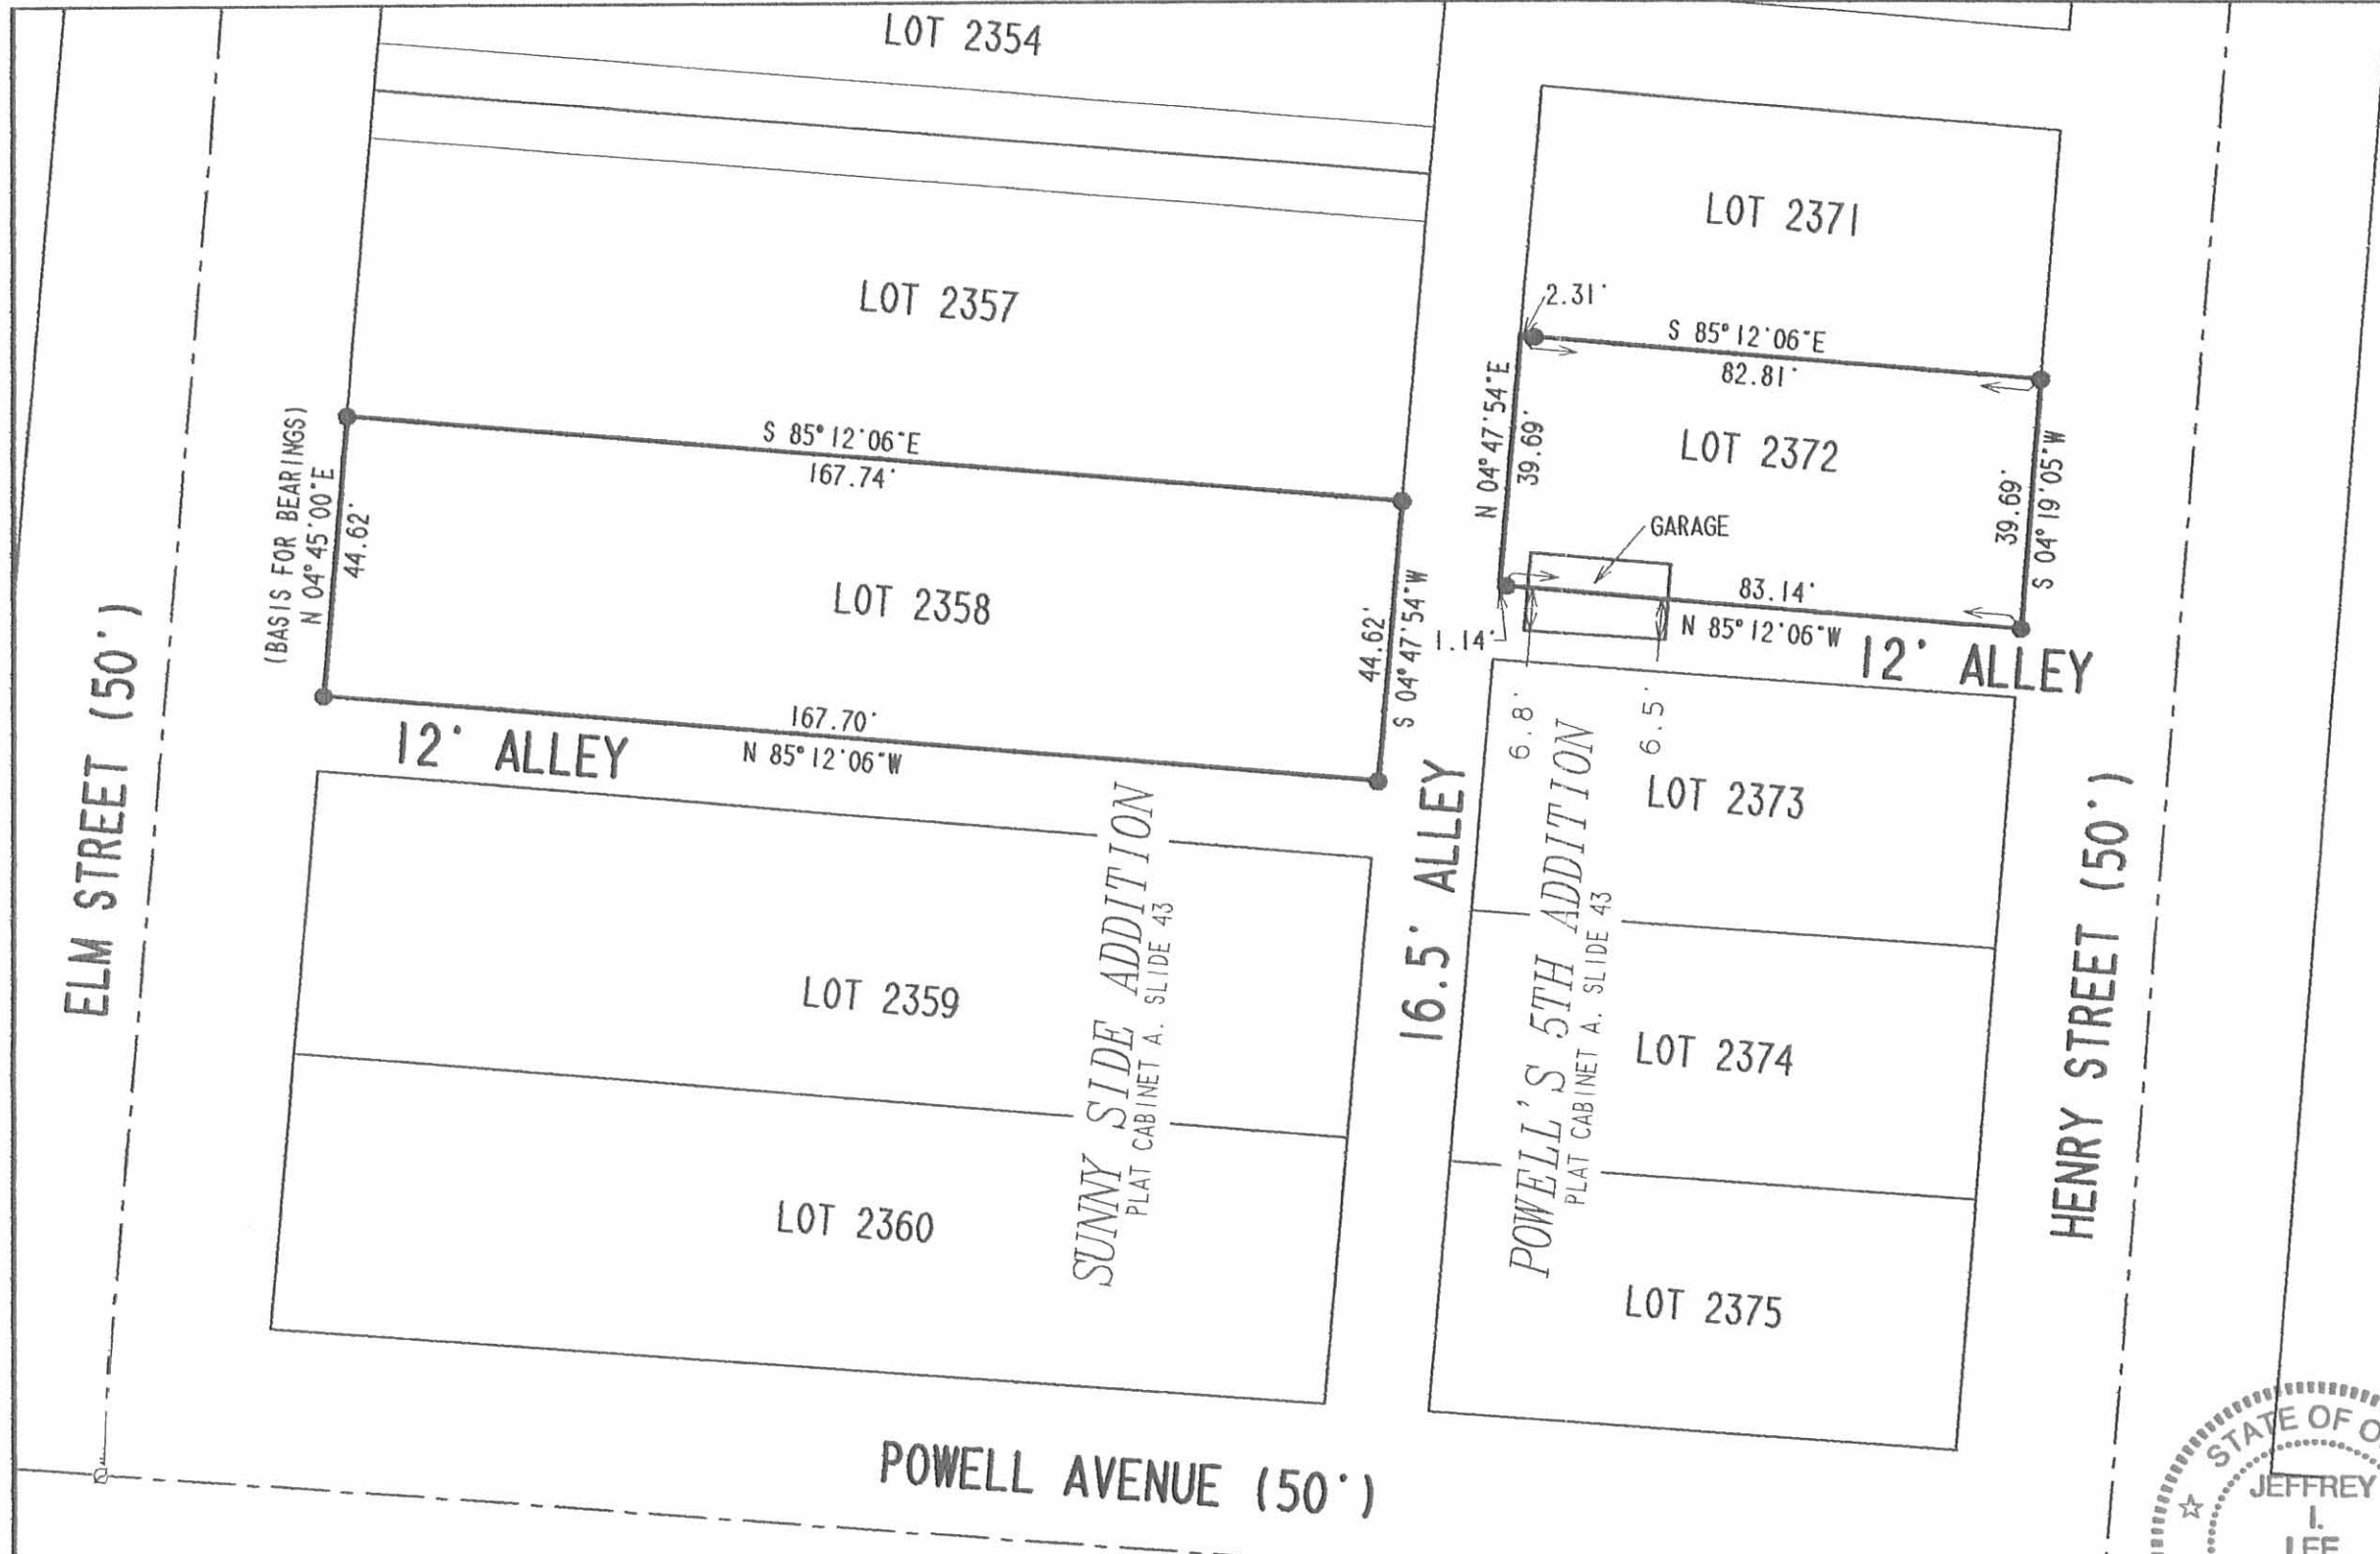 LOT 2354
LOT 2371
LOT 2357
2.31'
S 85°12'06"E
82.81'
N 04°47'54"E
39.69'
LOT 2372
39.69'
S 04°19'05"W
(BASIS FOR BEARINGS)
N 04°45'00"E
44.62'
S 85°12'06"E
167.74'
GARAGE
83.14'
N 85°12'06"W
1.14'
12' ALLEY
LOT 2358
44.62'
S 04°47'54"W
6.8'
6.5'
167.70'
N 85°12'06"W
12' ALLEY
ELM STREET (50')
16.5' ALLEY
LOT 2373
HENRY STREET (50')
SUNNY SIDE ADDITION
PLAT CABINET A. SLIDE 43
POWELL'S 5TH ADDITION
PLAT CABINET A. SLIDE 43
LOT 2359
LOT 2374
LOT 2360
LOT 2375
POWELL AVENUE (50')
STATE OF O
JEFFREY
I.
LEE